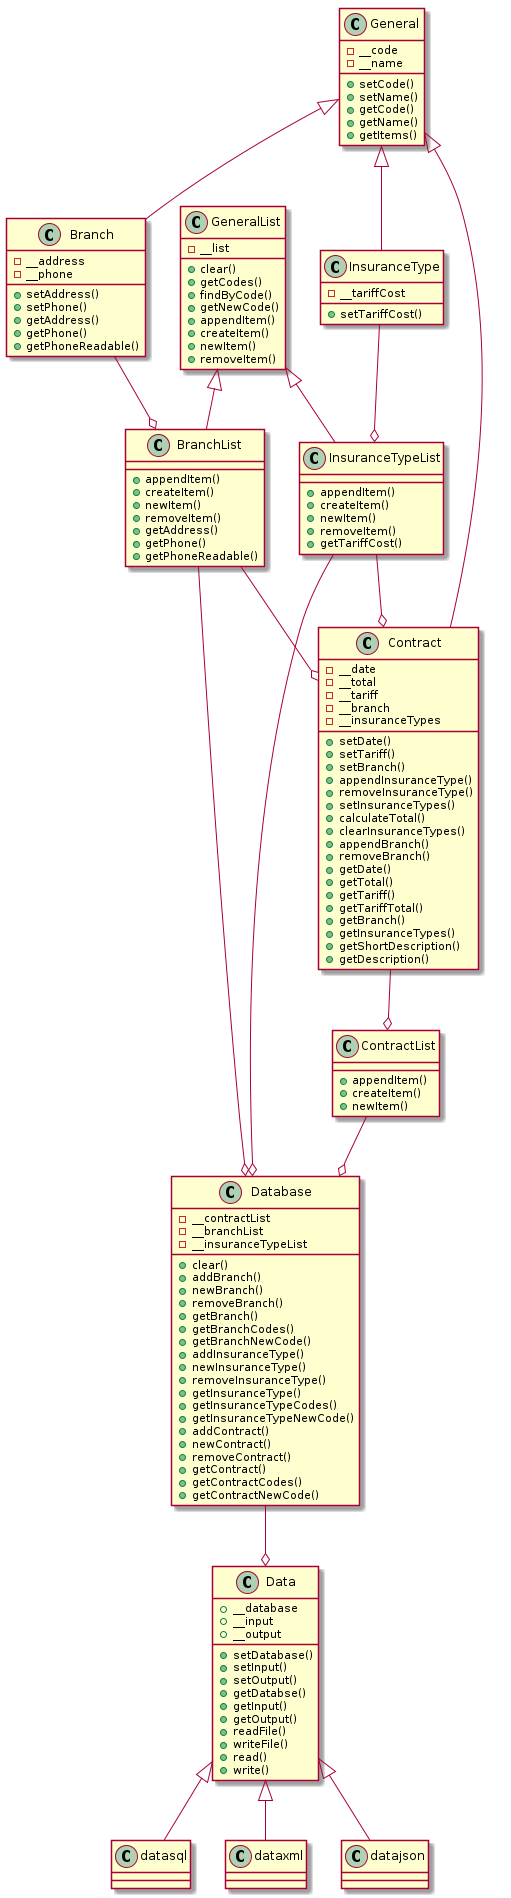 C General
__code
__name
setCode()
setName()
getCode()
getName()
getItems()
C Branch
__address
__phone
setAddress()
setPhone()
getAddress()
getPhone()
getPhoneReadable()
C GeneralList
__list
clear()
getCodes()
findByCode()
getNewCode()
appendItem()
createItem()
newItem()
removeItem()
C InsuranceType
__tariffCost
setTariffCost()
C BranchList
appendItem()
createItem()
newItem()
removeItem()
getAddress()
getPhone()
getPhoneReadable()
C InsuranceTypeList
appendItem()
createItem()
newItem()
removeItem()
getTariffCost()
C Contract
__date
__total
__tariff
__branch
__insuranceTypes
setDate()
setTariff()
setBranch()
appendInsuranceType()
removeInsuranceType()
setInsuranceTypes()
calculateTotal()
clearInsuranceTypes()
appendBranch()
removeBranch()
getDate()
getTotal()
getTariff()
getTariffTotal()
getBranch()
getInsuranceTypes()
getShortDescription()
getDescription()
C ContractList
appendItem()
createItem()
newItem()
C Database
__contractList
__branchList
__insuranceTypeList
clear()
addBranch()
newBranch()
removeBranch()
getBranch()
getBranchCodes()
getBranchNewCode()
addInsuranceType()
newInsuranceType()
removeInsuranceType()
getInsuranceType()
getInsuranceTypeCodes()
getInsuranceTypeNewCode()
addContract()
newContract()
removeContract()
getContract()
getContractCodes()
getContractNewCode()
C Data
__database
__input
__output
setDatabase()
setInput()
setOutput()
getDatabse()
getInput()
getOutput()
readFile()
writeFile()
read()
write()
C datasql
C dataxml
C datajson